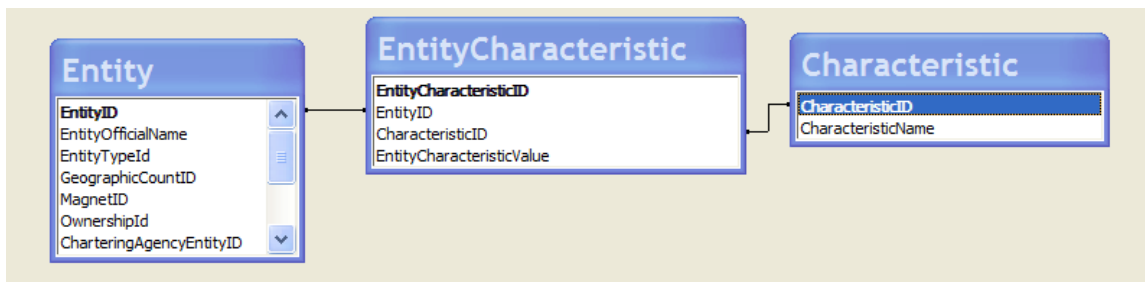 Entity
EntityID
EntityOfficialName
EntityTypeId
GeographicCountID
MagnetID
OwnershipId
CharteringAgencyEntityID
EntityCharacteristic
EntityCharacteristicID
EntityID
CharacteristicID
EntityCharacteristicValue
Characteristic
CharacteristicID
CharacteristicName